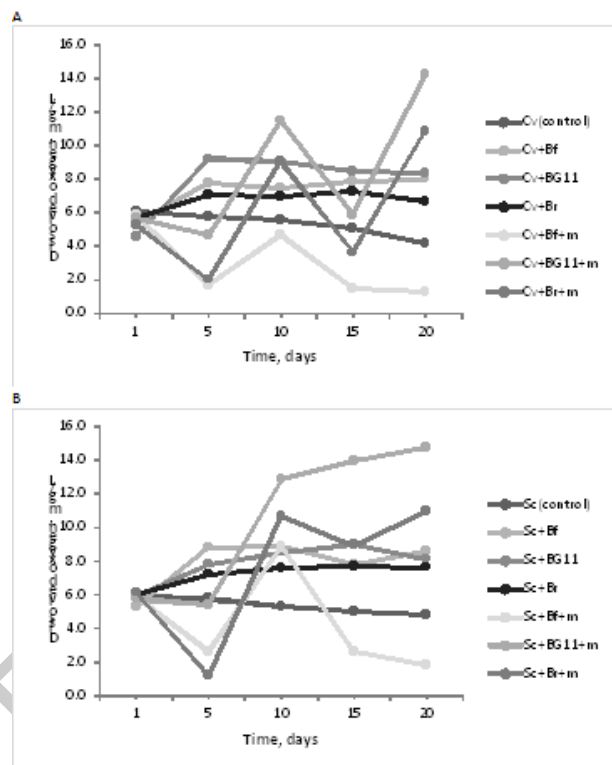 A
16.0
14.0
12.0
10.0
8.0
6.0
4.0
2.0
0.0
1 5 10 15 20
Time, days
Cv(control)
Cv+Bf
Cv+BG11
Cv+Br
Cv+Bf+m
Cv+BG11+m
Cv+Br+m
B
16.0
14.0
12.0
10.0
8.0
6.0
4.0
2.0
0.0
1 5 10 15 20
Time, days
Sc(control)
Sc+Bf
Sc+BG11
Sc+Br
Sc+Bf+m
Sc+BG11+m
Sc+Br+m